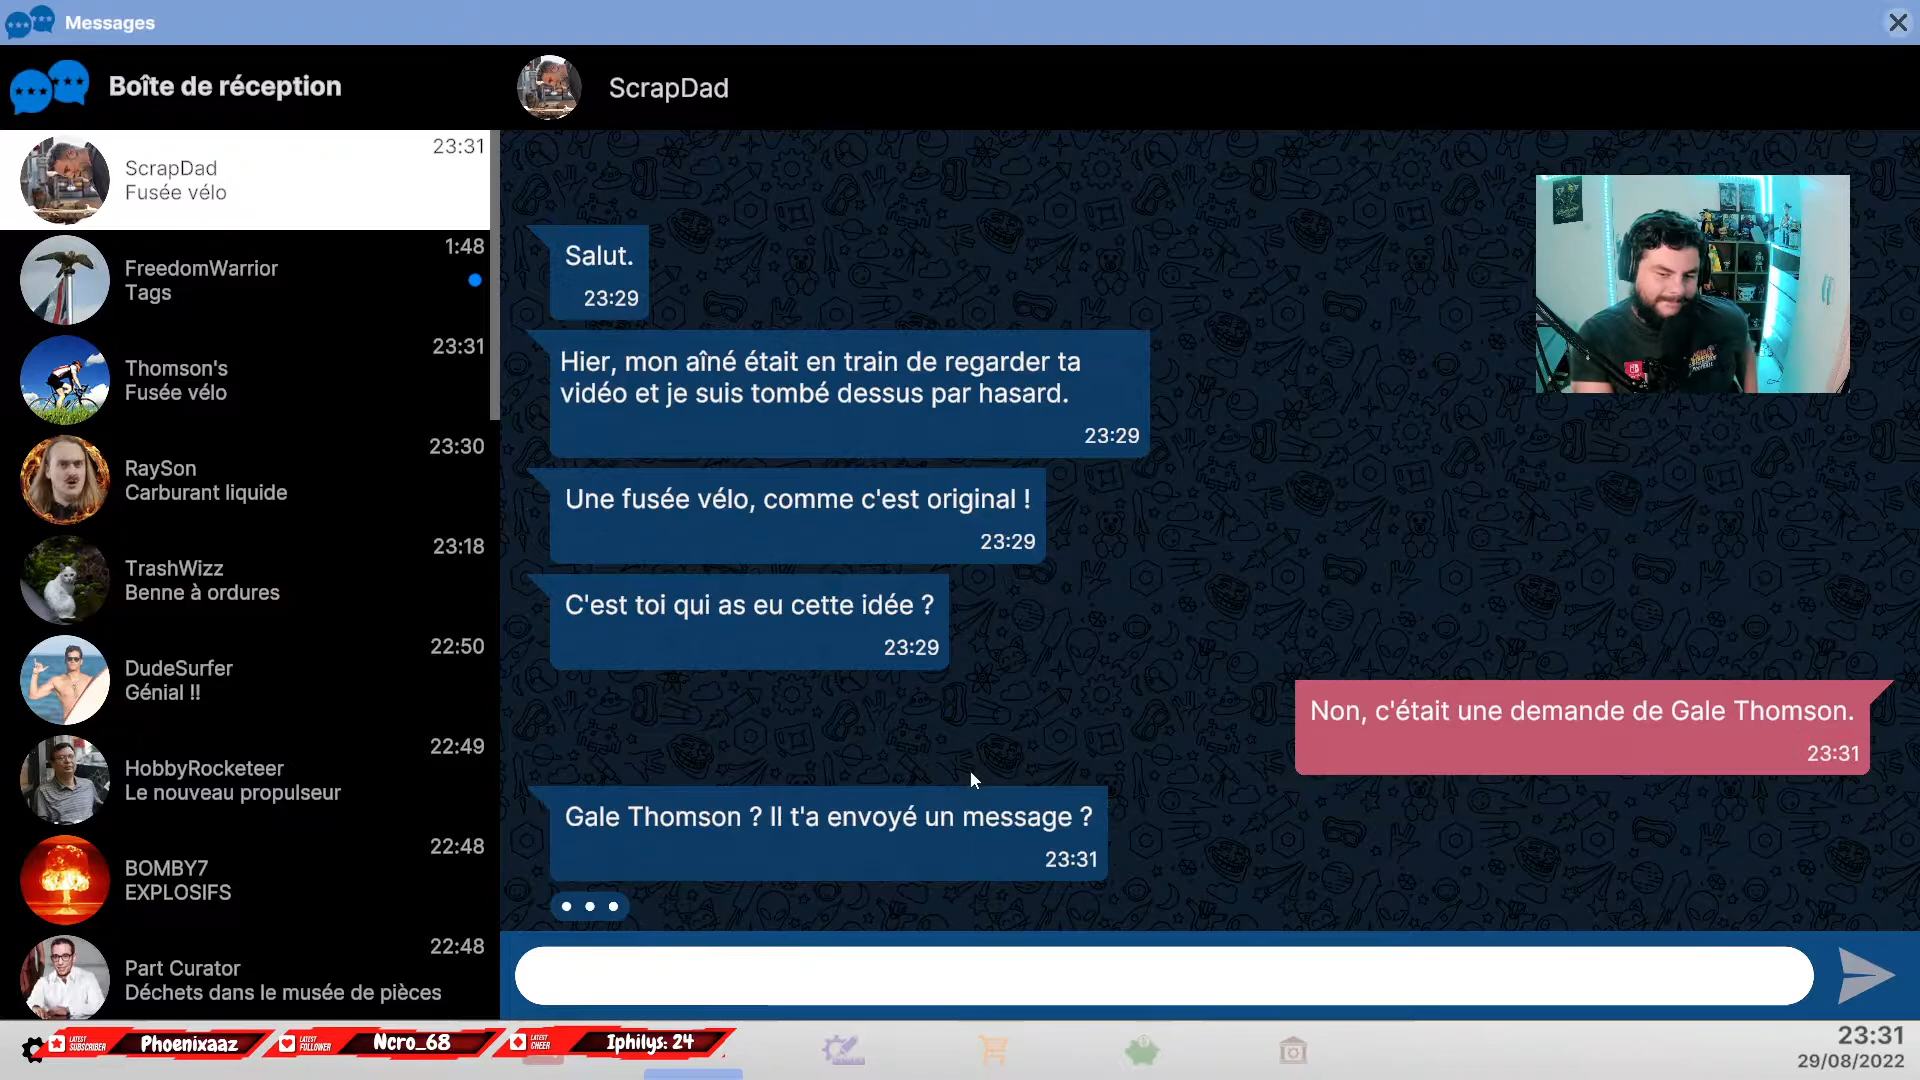 Messages
Boîte de réception
ScrapDad
23:31
ScrapDad
Fusée vélo
1:48
FreedomWarrior
Tags
23:31
Thomson's
Fusée vélo
23:30
RaySon
Carburant liquide
23:18
TrashWizz
Benne à ordures
22:50
DudeSurfer
Génial !!
22:49
HobbyRocketeer
Le nouveau propulseur
22:48
BOMBY7
EXPLOSIFS
22:48
Part Curator
Déchets dans le musée de pièces
Salut.
23:29
Hier, mon aîné était en train de regarder ta
vidéo et je suis tombé dessus par hasard.
23:29
Une fusée vélo, comme c'est original !
23:29
C'est toi qui as eu cette idée ?
23:29
Non, c'était une demande de Gale Thomson.
23:31
Gale Thomson ? Il t'a envoyé un message ?
23:31
LATEST
SUBSCRIBER
Phoenixaaz
LATEST
FOLLOWER
Ncro_68
LATEST
CHEER
Iphilys: 24
23:31
29/08/2022